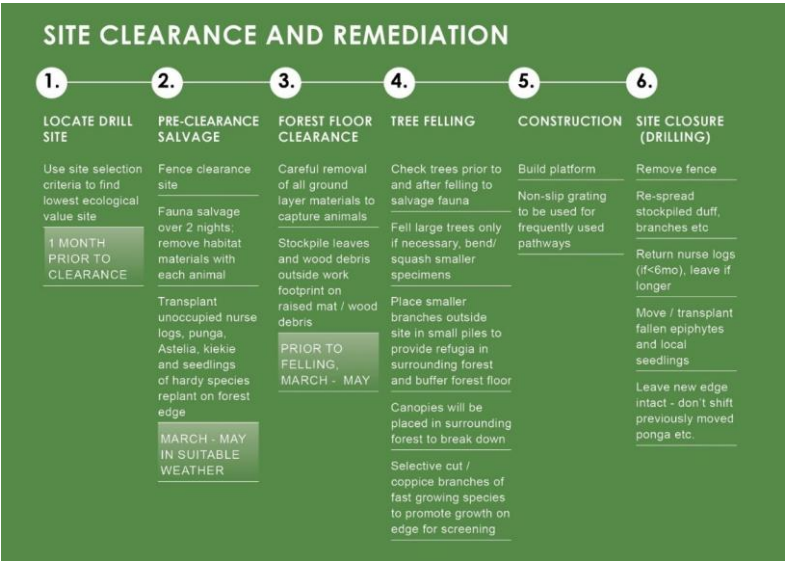 SITE CLEARANCE AND REMEDIATION
1.
LOCATE DRILL
SITE
Use site selection
criteria to find
lowest ecological
value site
1 MONTH
PRIOR TO
CLEARANCE
2.
PRE-CLEARANCE
SALVAGE
Fence clearance
site
Fauna salvage
over 2 nights;
remove habitat
materials with
each animal
Transplant
unoccupied nurse
logs, punga,
Astelia, kiekie
and seedlings
of hardy species
replant on forest
edge
MARCH - MAY
IN SUITABLE
WEATHER
3.
FOREST FLOOR
CLEARANCE
Careful removal
of all ground
layer materials to
capture animals
Stockpile leaves
and wood debris
outside work
footprint on
raised mat / wood
debris
PRIOR TO
FELLING,
MARCH - MAY
4.
TREE FELLING
Check trees prior to
and after felling to
salvage fauna
Fell large trees only
if necessary, bend/
squash smaller
specimens
Place smaller
branches outside
site in small piles to
provide refugia in
surrounding forest
and buffer forest floor
Canopies will be
placed in surrounding
forest to break down
Selective cut /
coppice branches of
fast growing species
to promote growth on
edge for screening
5.
CONSTRUCTION
Build platform
Non-slip grating
to be used for
frequently used
pathways
6.
SITE CLOSURE
(DRILLING)
Remove fence
Re-spread
stockpiled duff,
branches etc
Return nurse logs
(if<6mo), leave if
longer
Move / transplant
fallen epiphytes
and local
seedlings
Leave new edge
intact - don't shift
previously moved
ponga etc.